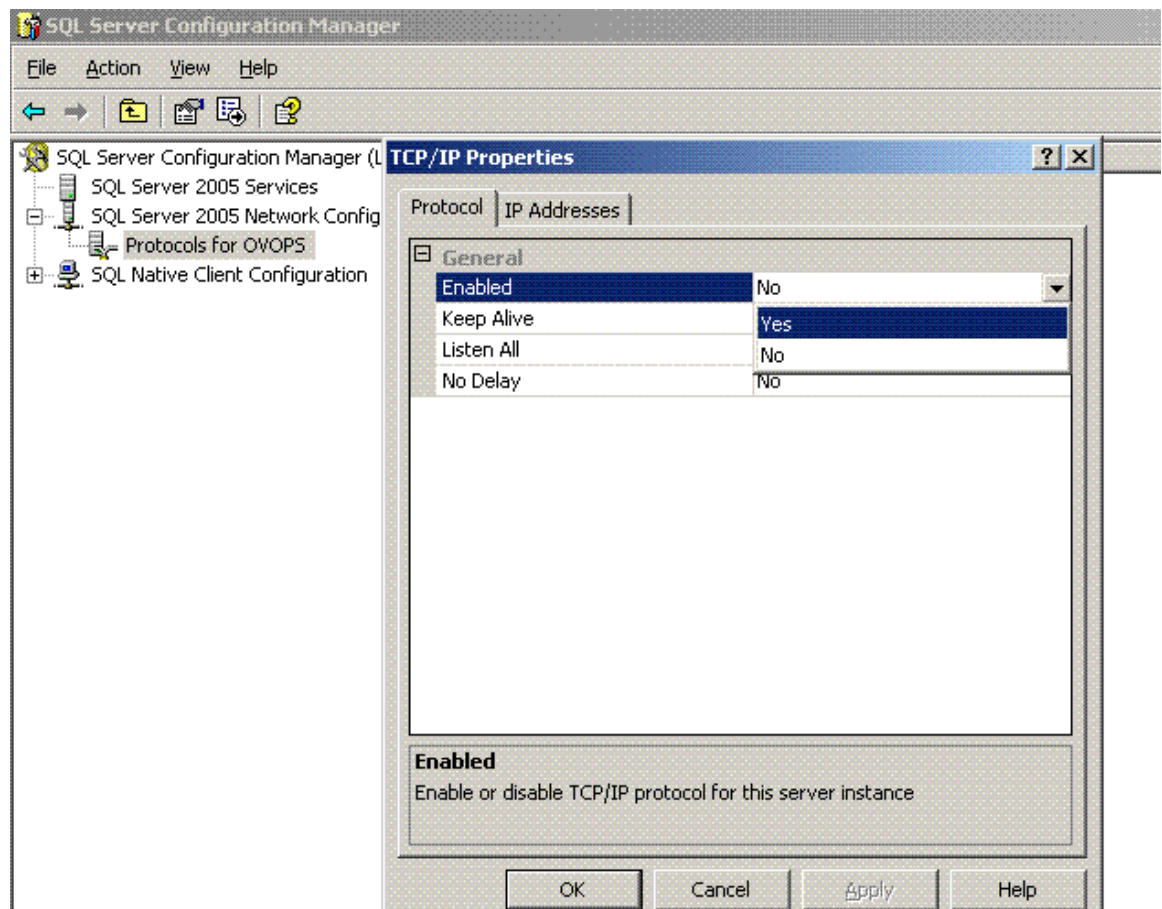 SQL Server Configuration Manager
File Action View Help
SQL Server Configuration Manager (L
SQL Server 2005 Services
SQL Server 2005 Network Config
Protocols for OVOPS
SQL Native Client Configuration
TCP/IP Properties
Protocol IP Addresses
General
Enabled No
Keep Alive
Yes
Listen All
No
No Delay No
Enabled
Enable or disable TCP/IP protocol for this server instance
OK Cancel Apply Help